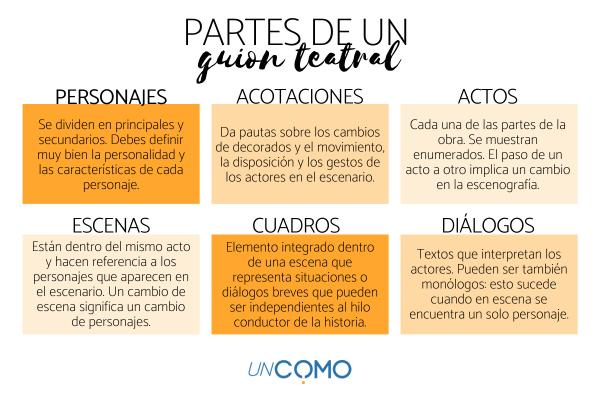 PARTES DE UN
guion teatral
PERSONAJES
Se dividen en principales y
secundarios. Debes definir
muy bien la personalidad y
las características de cada
personaje.
ACOTACIONES
Da pautas sobre los cambios
de decorados y el movimiento,
la disposición y los gestos de
los actores en el escenario.
ACTOS
Cada una de las partes de la
obra. Se muestran
enumerados. El paso de un
acto a otro implica un cambio
en la escenografía.
ESCENAS
Están dentro del mismo acto
y hacen referencia a los
personajes que aparecen en
el escenario. Un cambio de
escena significa un cambio
de personajes.
CUADROS
Elemento integrado dentro
de una escena que
representa situaciones o
diálogos breves que pueden
ser independientes al hilo
conductor de la historia.
DIÁLOGOS
Textos que interpretan los
actores. Pueden ser también
monólogos: esto sucede
cuando en escena se
encuentra un solo personaje.
UNCOMO